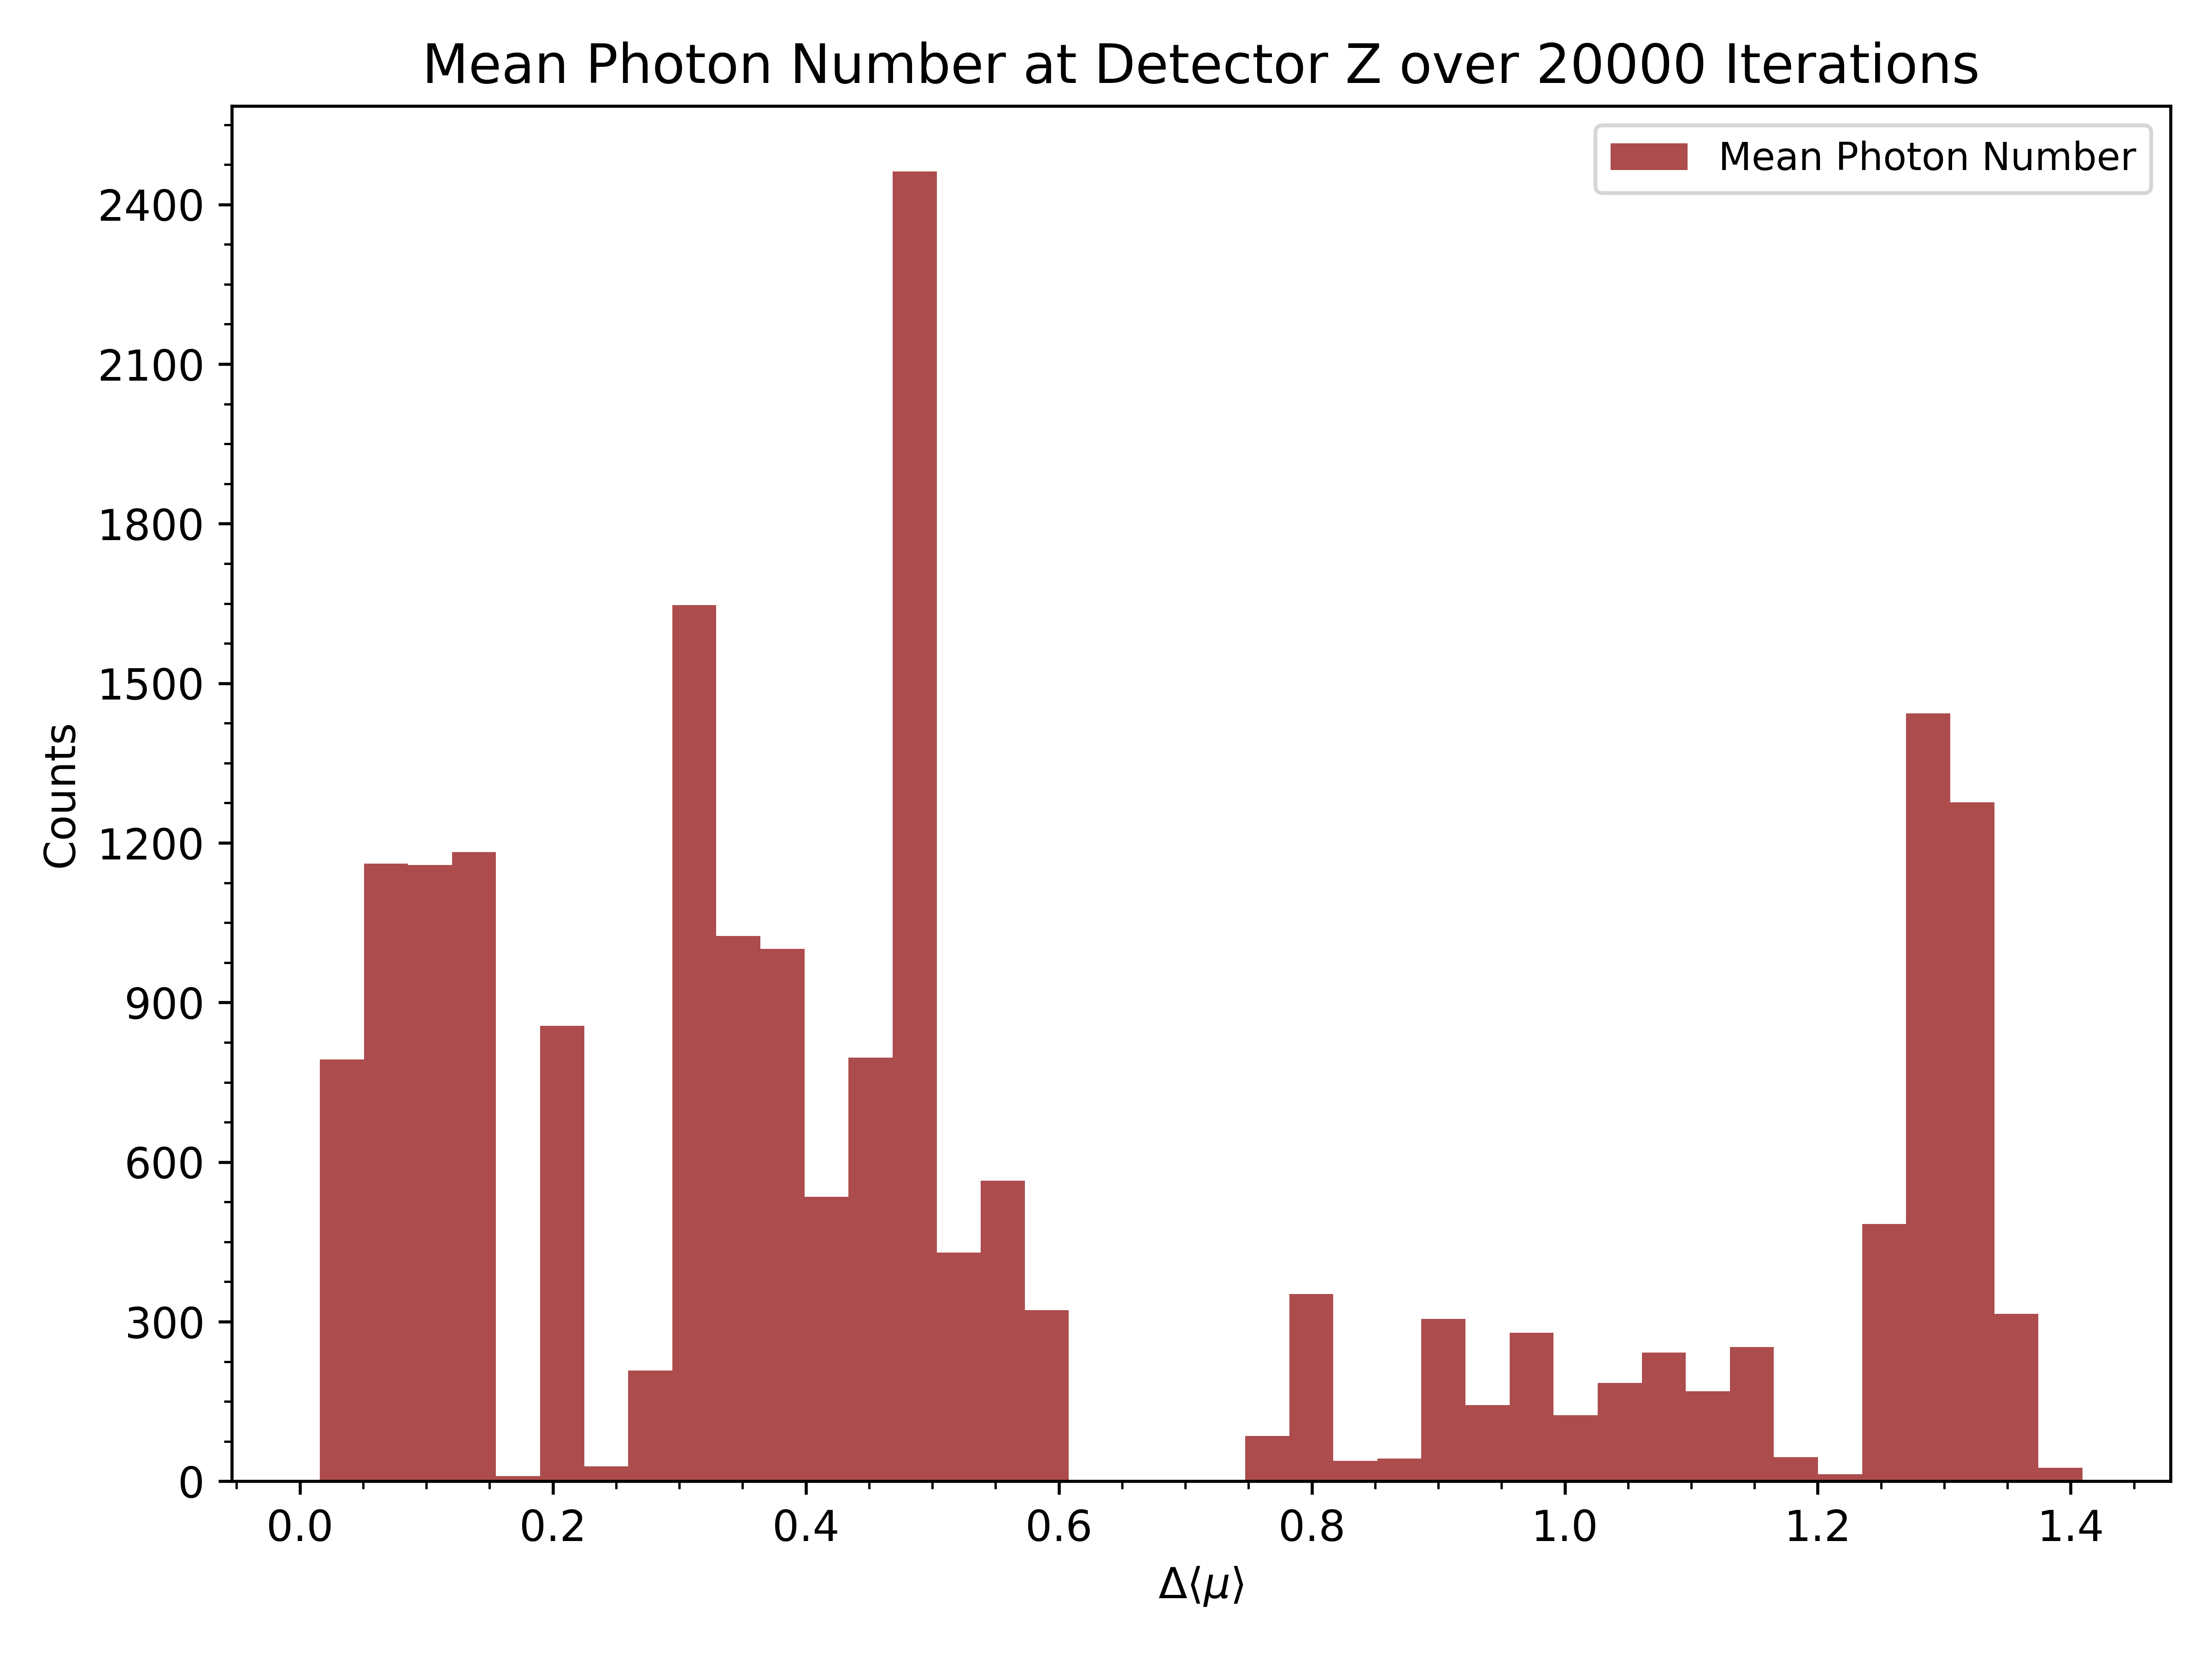 Mean Photon Number at Detector Z over 20000 Iterations
Mean Photon Number
2400
2100
1800
1500
1200
900
600
300
0
Counts
0.0 0.2 0.4 0.6 0.8 1.0 1.2 1.4
Δ⟨μ⟩